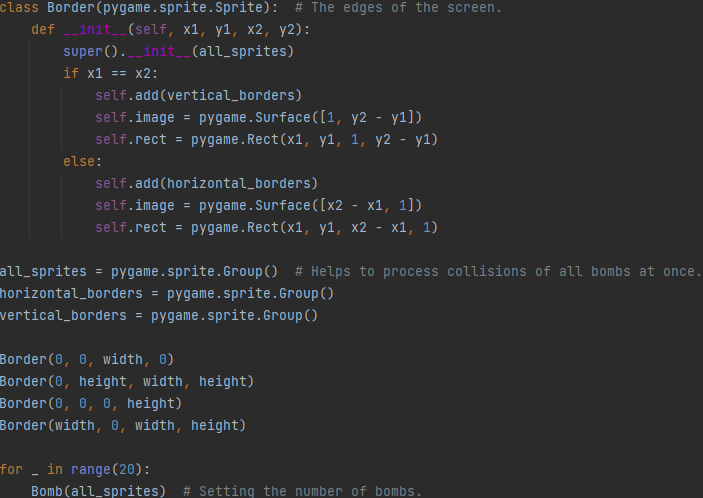 class Border(pygame.sprite.Sprite):  # The edges of the screen.
    def __init__(self, x1, y1, x2, y2):
        super().__init__(all_sprites)
        if x1 == x2:
            self.add(vertical_borders)
            self.image = pygame.Surface([1, y2 - y1])
            self.rect = pygame.Rect(x1, y1, 1, y2 - y1)
        else:
            self.add(horizontal_borders)
            self.image = pygame.Surface([x2 - x1, 1])
            self.rect = pygame.Rect(x1, y1, x2 - x1, 1)

all_sprites = pygame.sprite.Group()  # Helps to process collisions of all bombs at once.
horizontal_borders = pygame.sprite.Group()
vertical_borders = pygame.sprite.Group()

Border(0, 0, width, 0)
Border(0, height, width, height)
Border(0, 0, 0, height)
Border(width, 0, width, height)

for _ in range(20):
    Bomb(all_sprites)  # Setting the number of bombs.